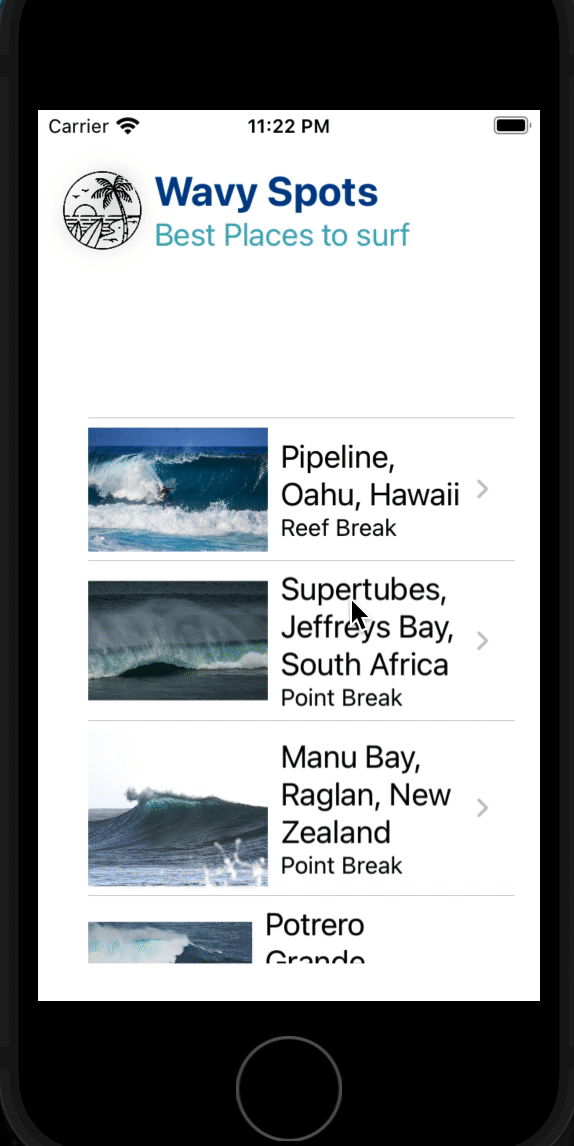 Carrier 11:22 PM
Wavy Spots
Best Places to surf
Pipeline,
Oahu, Hawaii
Reef Break
Supertubes,
Jeffreys Bay,
South Africa
Point Break
Manu Bay,
Raglan, New
Zealand
Point Break
Potrero
Grande